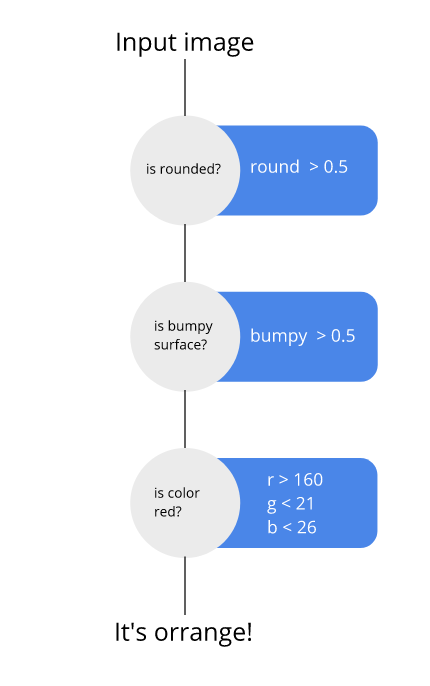 Input image
is rounded?
round > 0.5
is bumpy
surface?
bumpy > 0.5
is color
red?
r > 160
g < 21
b < 26
It's orrange!